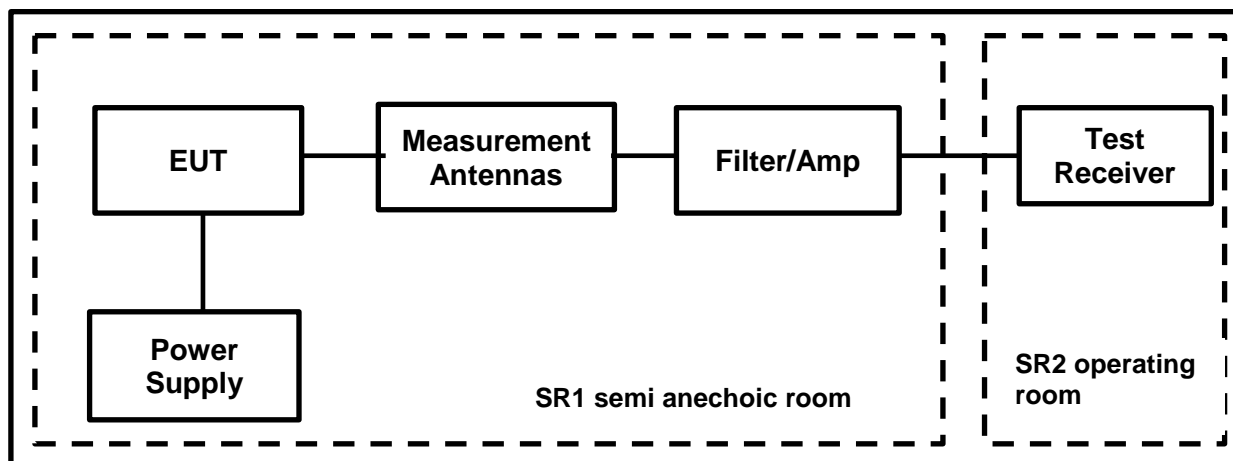 EUT
Measurement
Antennas
Filter/Amp
Test
Receiver
Power
Supply
SR1 semi anechoic room
SR2 operating
room